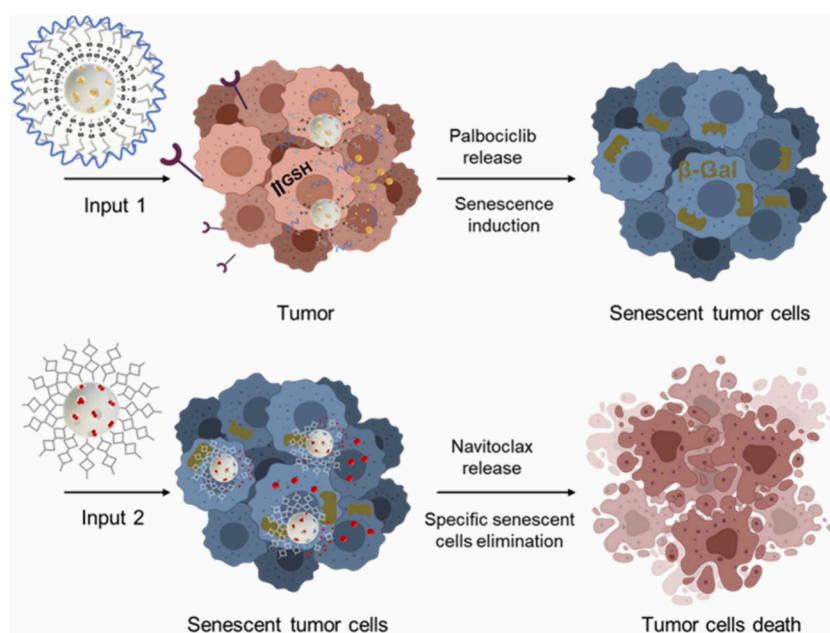 Input 1
GSH
Tumor
Palbociclib
release
Senescence
induction
β-Gal
Senescent tumor cells
Input 2
Senescent tumor cells
Navitoclax
release
Specific senescent
cells elimination
Tumor cells death